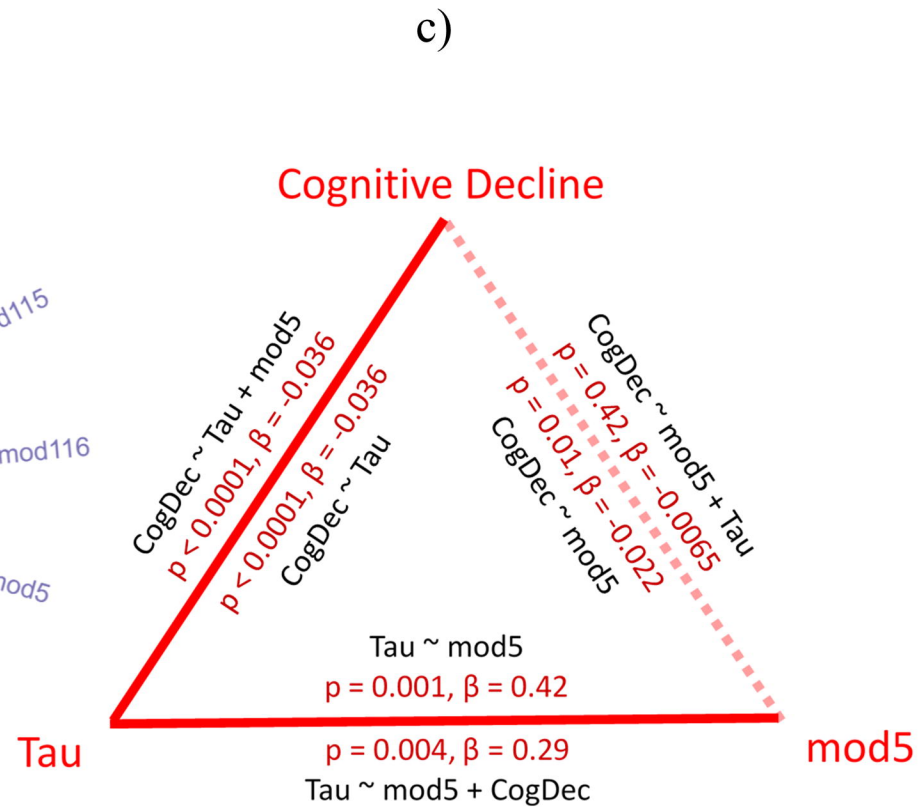 c)
Cognitive Decline
d115
mod116
mod5
CogDec ~ Tau + mod5
p < 0.0001, β = -0.036
p < 0.0001, β = -0.036
CogDec ~ Tau
CogDec ~ mod5 + Tau
p = 0.42, β = -0.0065
p = 0.01, β = -0.022
CogDec ~ mod5
Tau ~ mod5
p = 0.001, β = 0.42
Tau
mod5
p = 0.004, β = 0.29
Tau ~ mod5 + CogDec